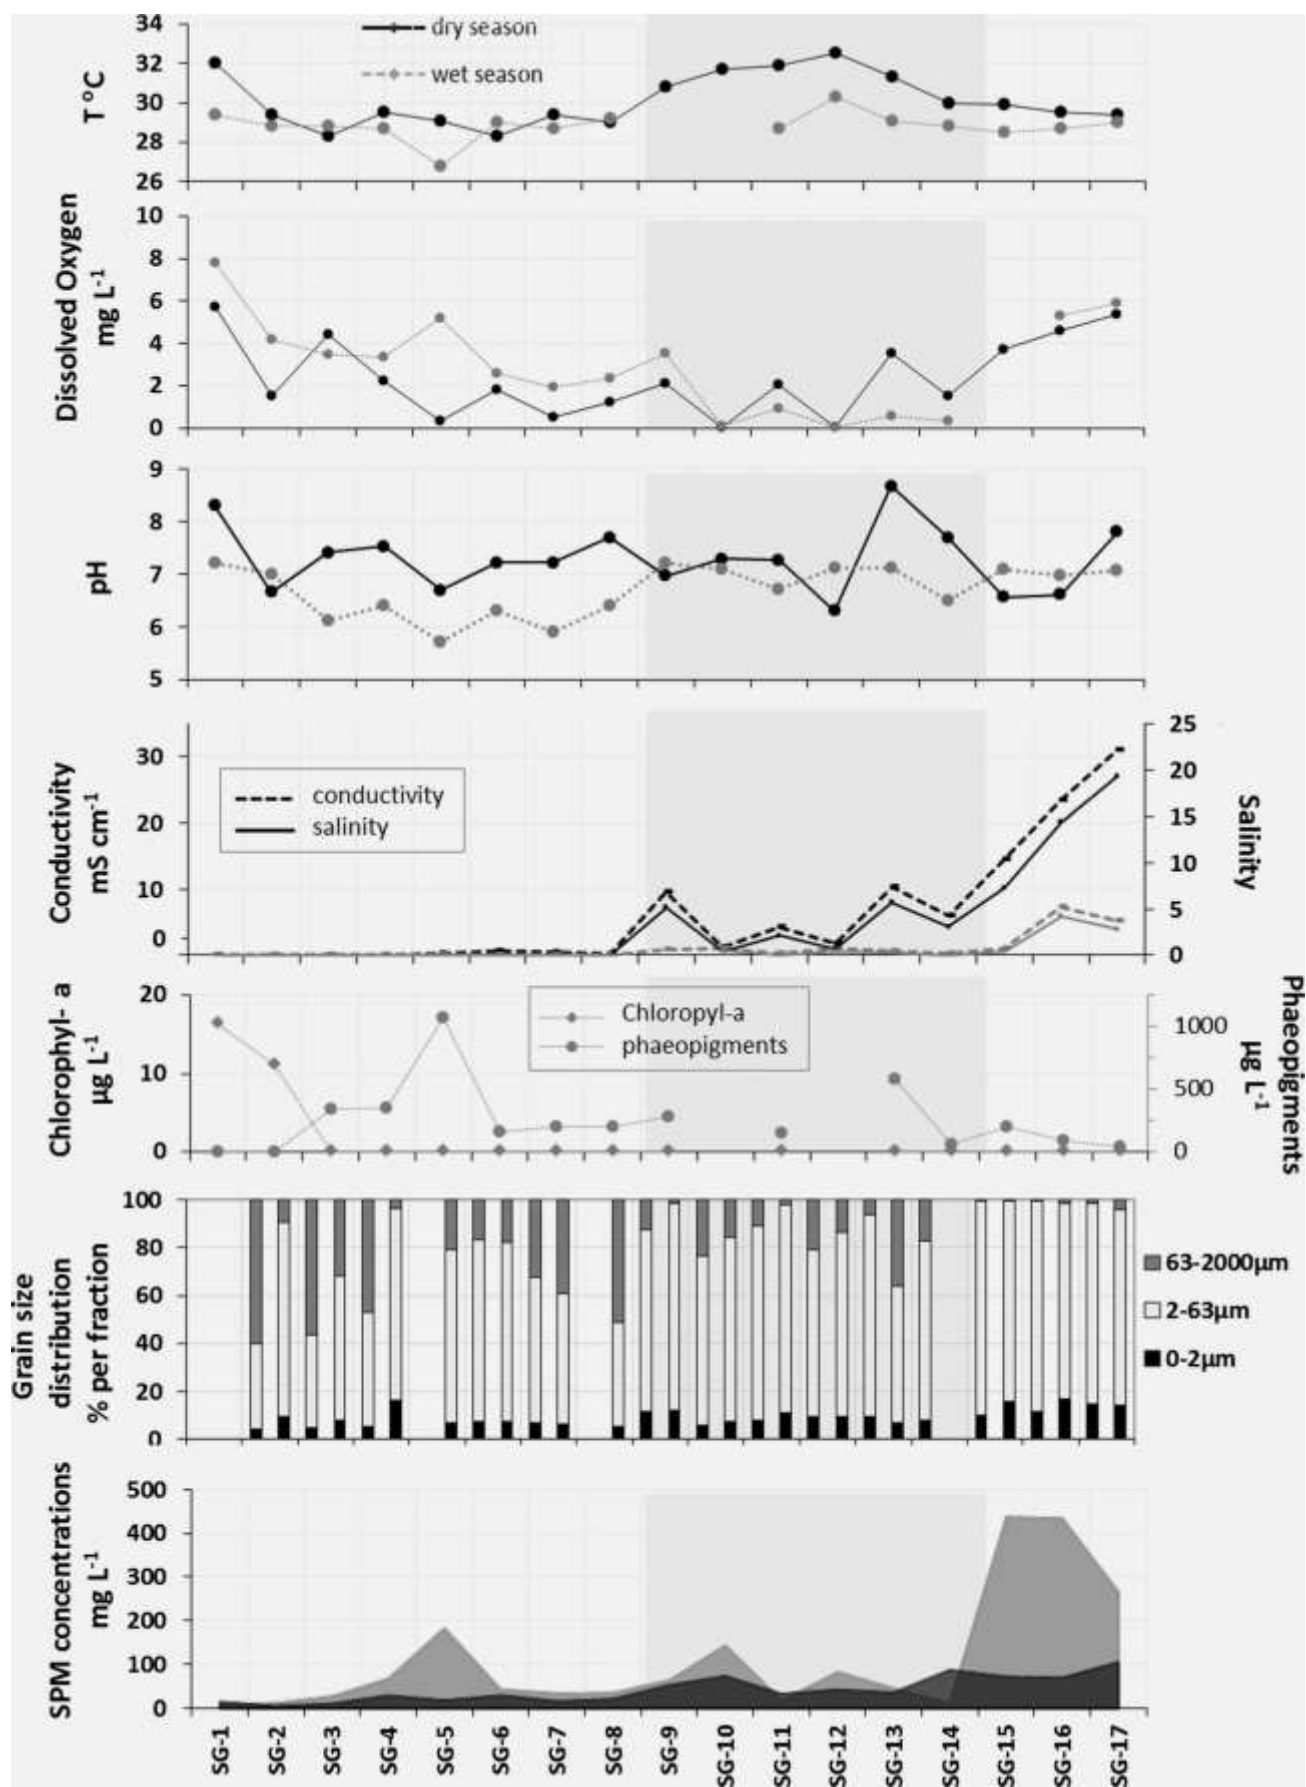 34
32
30
28
26
T °C
dry season
wet season
10
8
6
4
2
0
Dissolved Oxygen
mg L-1
9
8
7
6
5
pH
30
20
10
0
Conductivity
mS cm-1
conductivity
salinity
25
20
15
10
5
0
Salinity
20
10
0
Chlorophyl- a
µg L-1
Chloropyl-a
phaeopigments
1000
500
0
Phaeopigments
µg L-1
100
80
60
40
20
0
Grain size
distribution
% per fraction
63-2000µm
2-63µm
0-2µm
500
400
300
200
100
0
SPM concentrations
mg L-1
SG-1
SG-2
SG-3
SG-4
SG-5
SG-6
SG-7
SG-8
SG-9
SG-10
SG-11
SG-12
SG-13
SG-14
SG-15
SG-16
SG-17